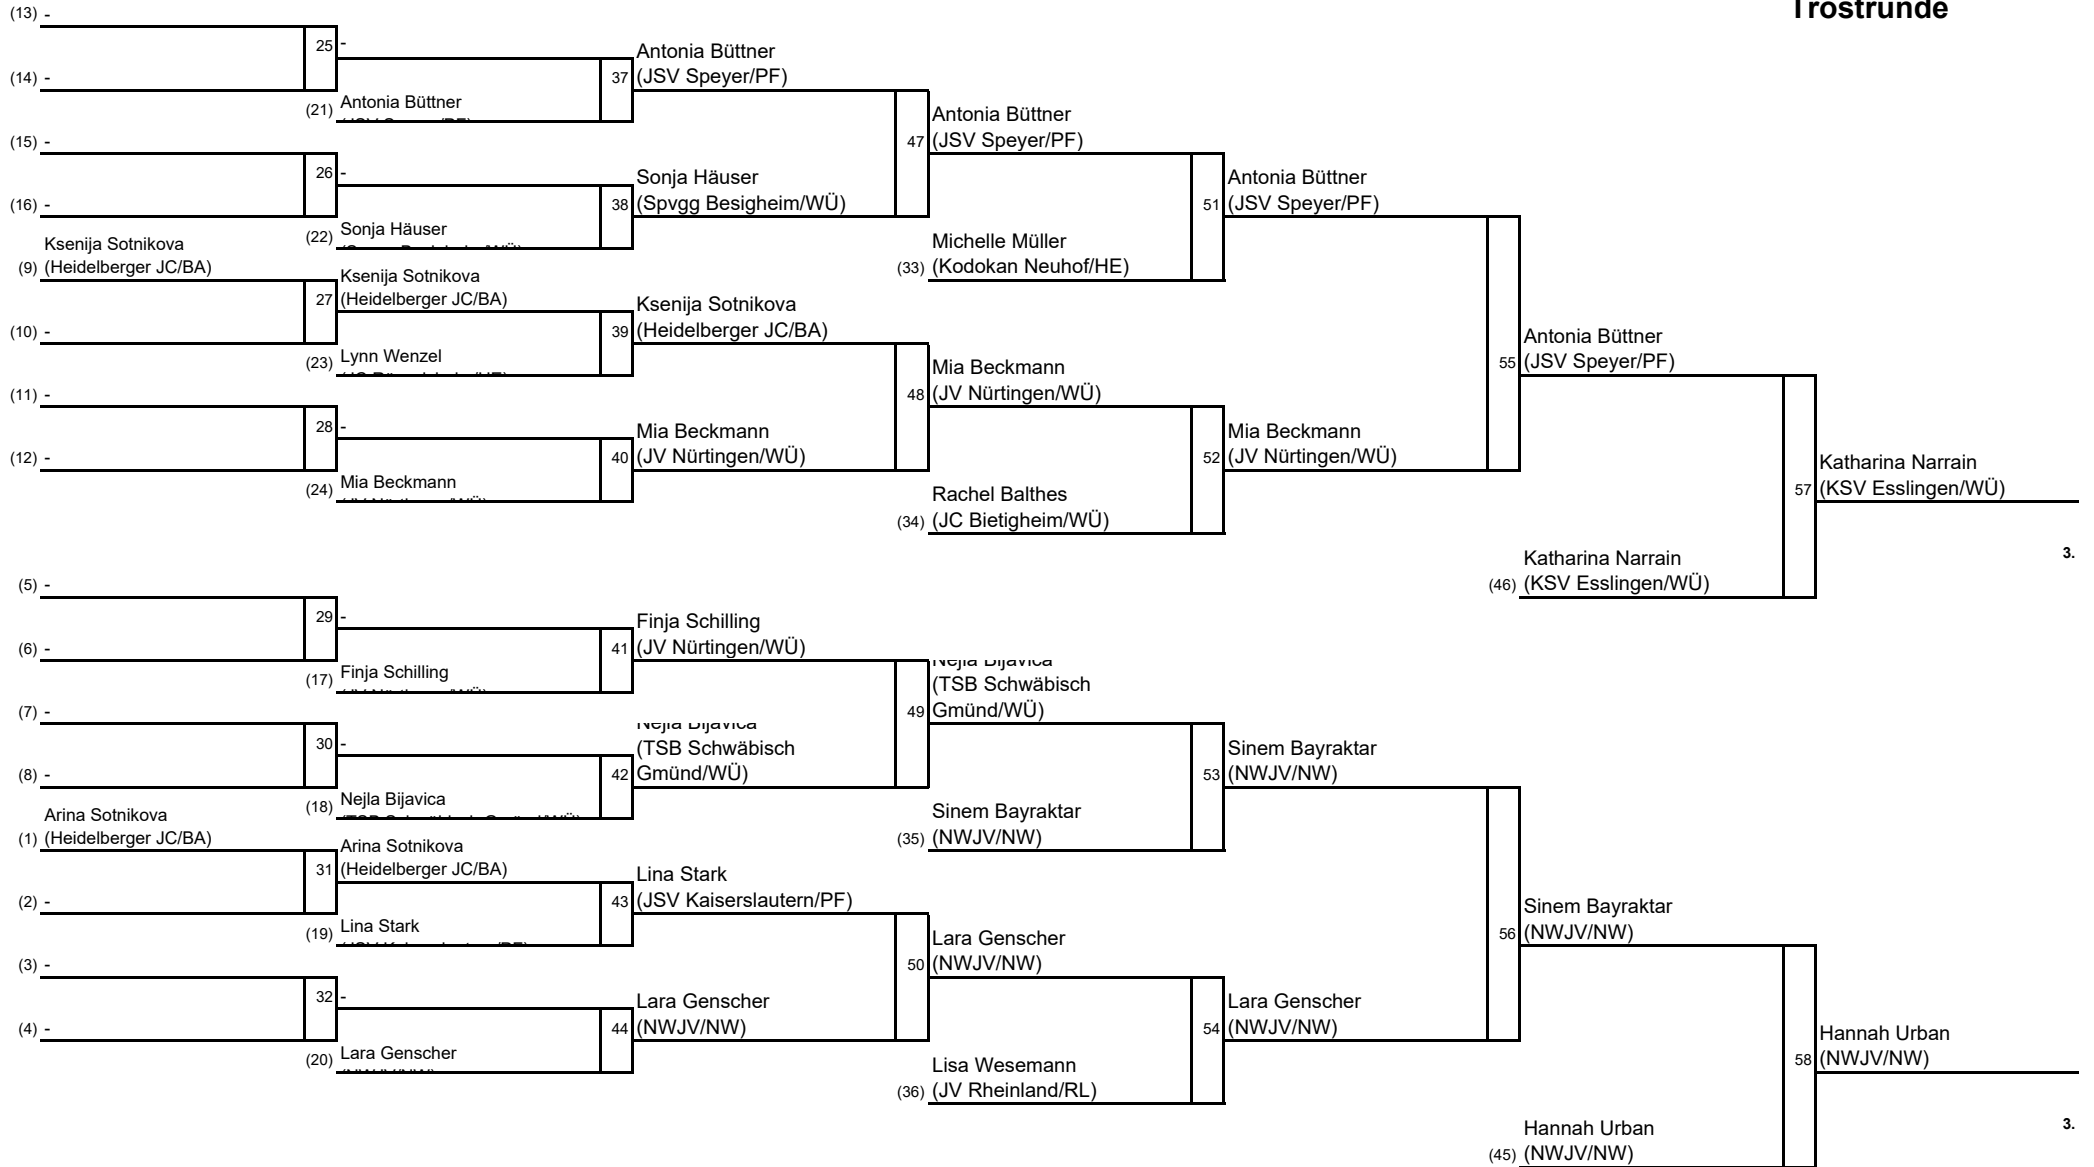 Trostrunde
(13) -
25
-
(14) -
(21) Antonia Büttner
37
Antonia Büttner
(JSV Speyer/PF)
(15) -
26
-
(16) -
(22) Sonja Häuser
38
Sonja Häuser
(Spvgg Besigheim/WÜ)
47
Antonia Büttner
(JSV Speyer/PF)
(33) Michelle Müller
(Kodokan Neuhof/HE)
51
Antonia Büttner
(JSV Speyer/PF)
Ksenija Sotnikova
(9) (Heidelberger JC/BA)
27
Ksenija Sotnikova
(Heidelberger JC/BA)
(10) -
(23) Lynn Wenzel
39
Ksenija Sotnikova
(Heidelberger JC/BA)
(11) -
28
-
(12) -
(24) Mia Beckmann
40
Mia Beckmann
(JV Nürtingen/WÜ)
48
Mia Beckmann
(JV Nürtingen/WÜ)
Rachel Balthes
(34) (JC Bietigheim/WÜ)
52
Mia Beckmann
(JV Nürtingen/WÜ)
55
Antonia Büttner
(JSV Speyer/PF)
Katharina Narrain
(46) (KSV Esslingen/WÜ)
57
Katharina Narrain
(KSV Esslingen/WÜ)
3.
(5) -
29
-
(6) -
(17) Finja Schilling
41
Finja Schilling
(JV Nürtingen/WÜ)
(7) -
30
-
(8) -
(18) Nejla Bijavica
42
Nejla Bijavica
(TSB Schwäbisch
Gmünd/WÜ)
49
Nejla Bijavica
(TSB Schwäbisch
Gmünd/WÜ)
Sinem Bayraktar
(35) (NWJV/NW)
53
Sinem Bayraktar
(NWJV/NW)
Arina Sotnikova
(1) (Heidelberger JC/BA)
31
Arina Sotnikova
(Heidelberger JC/BA)
(2) -
(19) Lina Stark
43
Lina Stark
(JSV Kaiserslautern/PF)
(3) -
32
-
(4) -
(20) Lara Genscher
44
Lara Genscher
(NWJV/NW)
50
Lara Genscher
(NWJV/NW)
Lisa Wesemann
(36) (JV Rheinland/RL)
54
Lara Genscher
(NWJV/NW)
56
Sinem Bayraktar
(NWJV/NW)
Hannah Urban
(45) (NWJV/NW)
58
Hannah Urban
(NWJV/NW)
3.